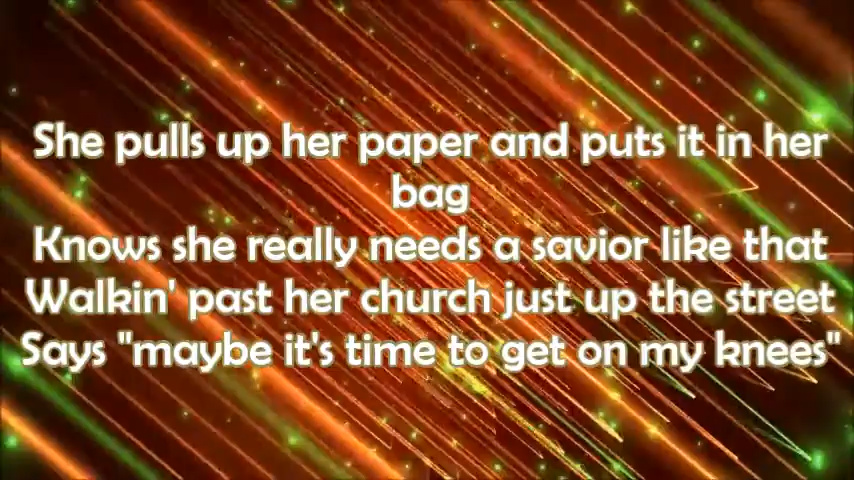 She pulls up her paper and puts it in her
bag
Knows she really needs a savior like that
Walkin' past her church just up the street
Says "maybe it's time to get on my knees"